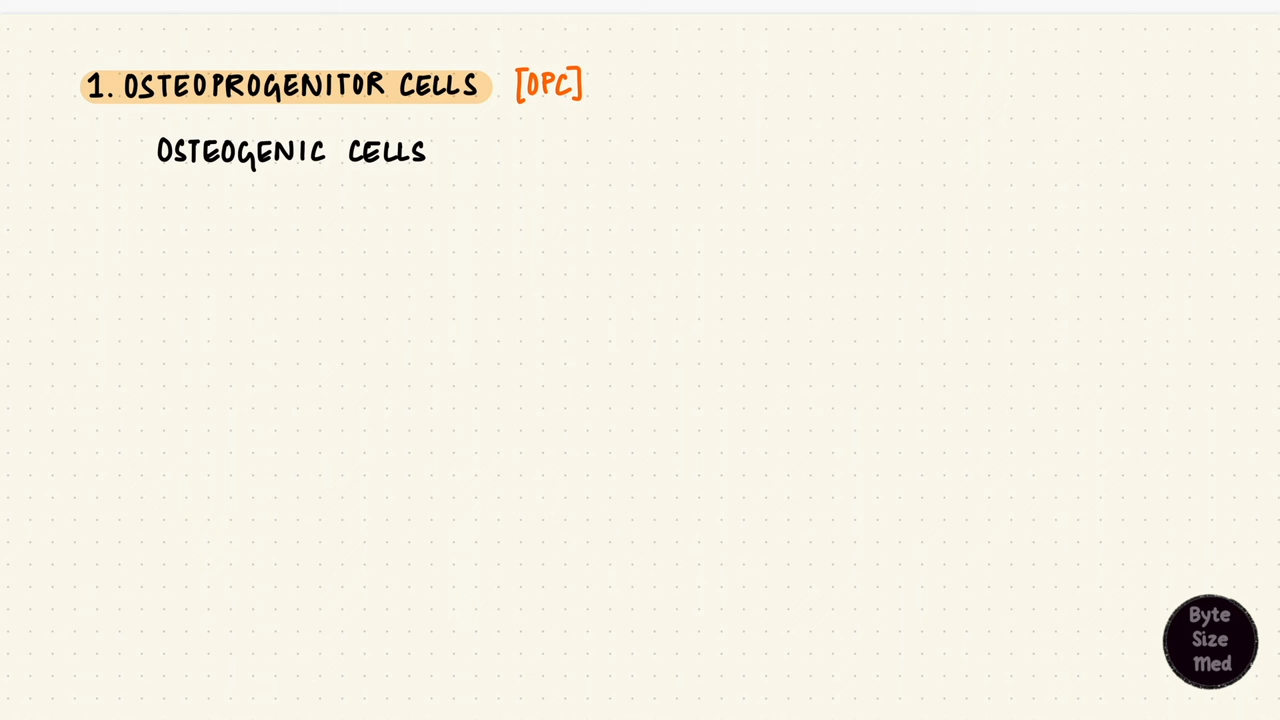 1. OSTEOPROGENITOR CELLS [OPC]
OSTEOGENIC CELLS
Byte
Size
Med